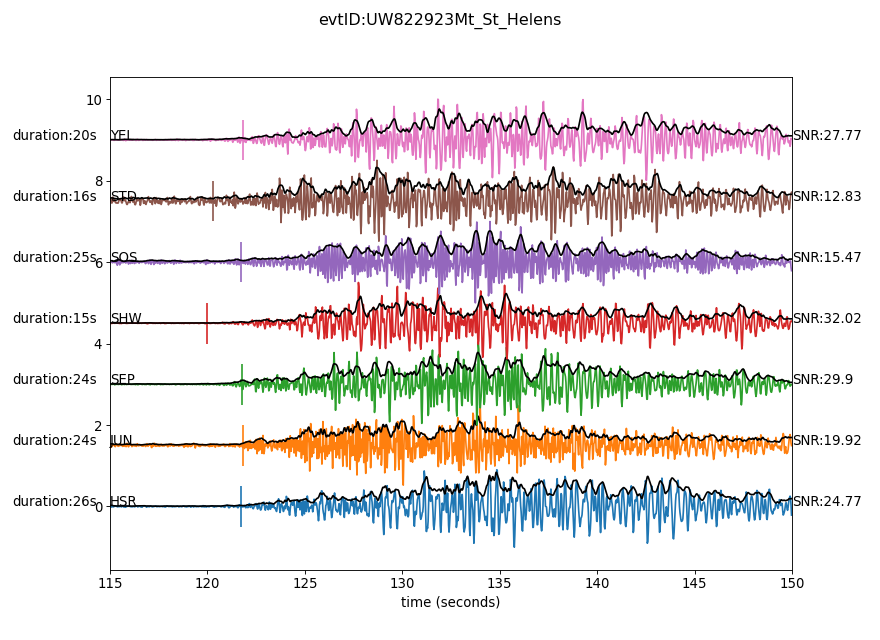 evtID:UW822923Mt_St_Helens
10
duration:20s YEL SNR:27.77
8
duration:16s STD SNR:12.83
duration:25s SOS SNR:15.47
6
duration:15s SHW SNR:32.02
4
duration:24s SEP SNR:29.9
2
duration:24s JUN SNR:19.92
duration:26s HSR SNR:24.77
0
115 120 125 130 135 140 145 150
time (seconds)